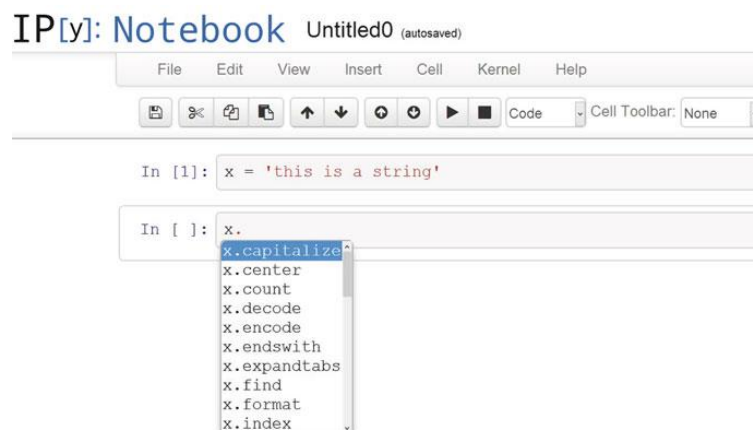 IP[y]: Notebook Untitled0 (autosaved)
File Edit View Insert Cell Kernel Help
Code Cell Toolbar: None
In [1]: x = 'this is a string'
In [ ]: x.
x.capitalize
x.center
x.count
x.decode
x.encode
x.endswith
x.expandtabs
x.find
x.format
x.index